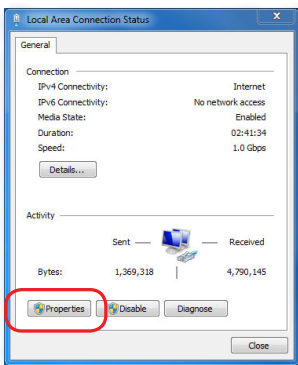 Local Area Connection Status
x
General
Connection
IPv4 Connectivity: Internet
IPv6 Connectivity: No network access
Media State: Enabled
Duration: 02:41:34
Speed: 1.0 Gbps
Details...
Activity
Sent Received
Bytes: 1,369,318 4,790,145
Properties Disable Diagnose
Close